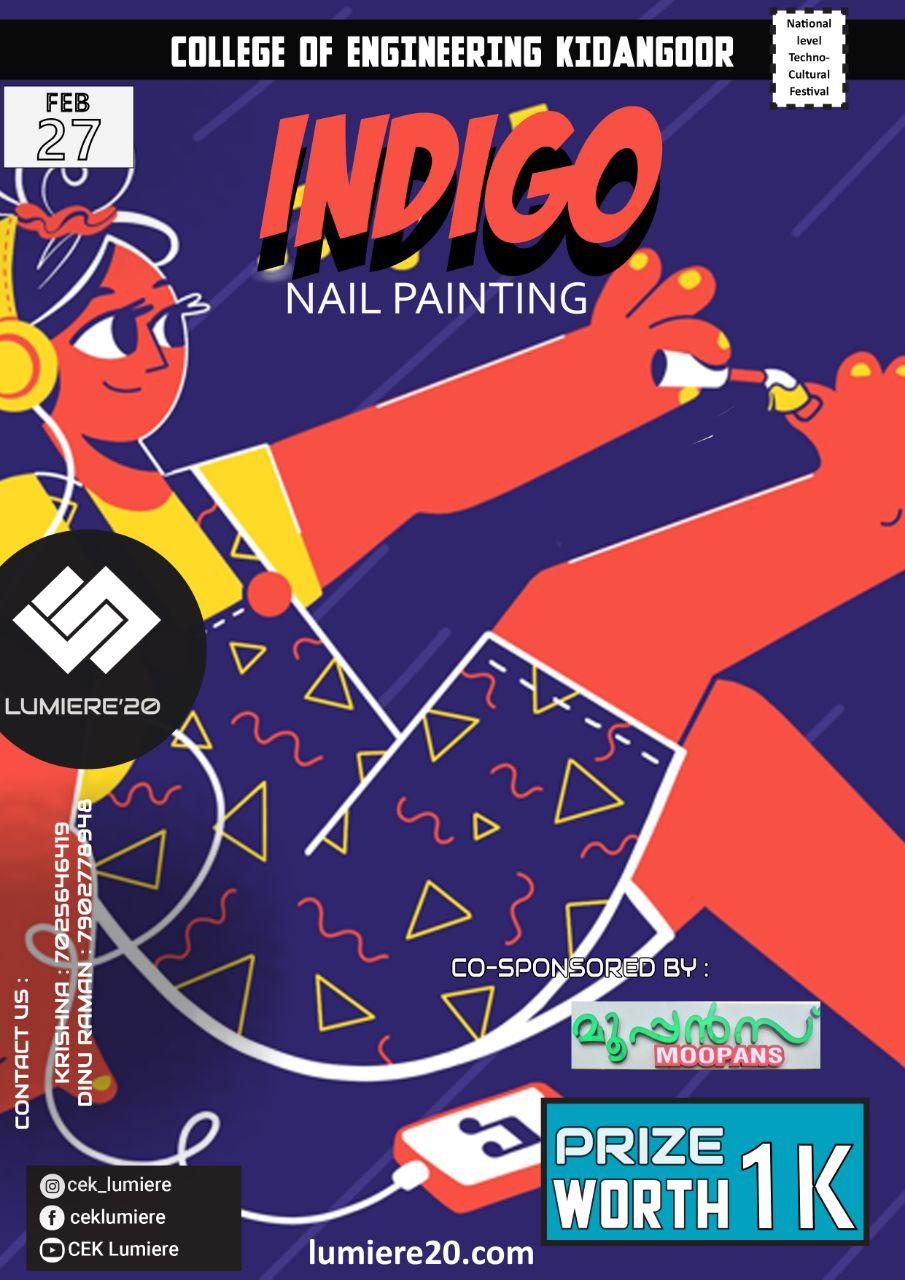 COLLEGE OF ENGINEERING KIDANGOOR
National
level
Techno-
Cultural
Festival
FEB
27
INDIGO
NAIL PAINTING
LUMIERE'20
CONTACT US :
KRISHNA : 7025646419
DINU RAMAN : 7902778948
CO-SPONSORED BY :
മൂപ്പൻസ്
MOOPANS
PRIZE
WORTH 1K
cek_lumiere
ceklumiere
CEK Lumiere
lumiere20.com